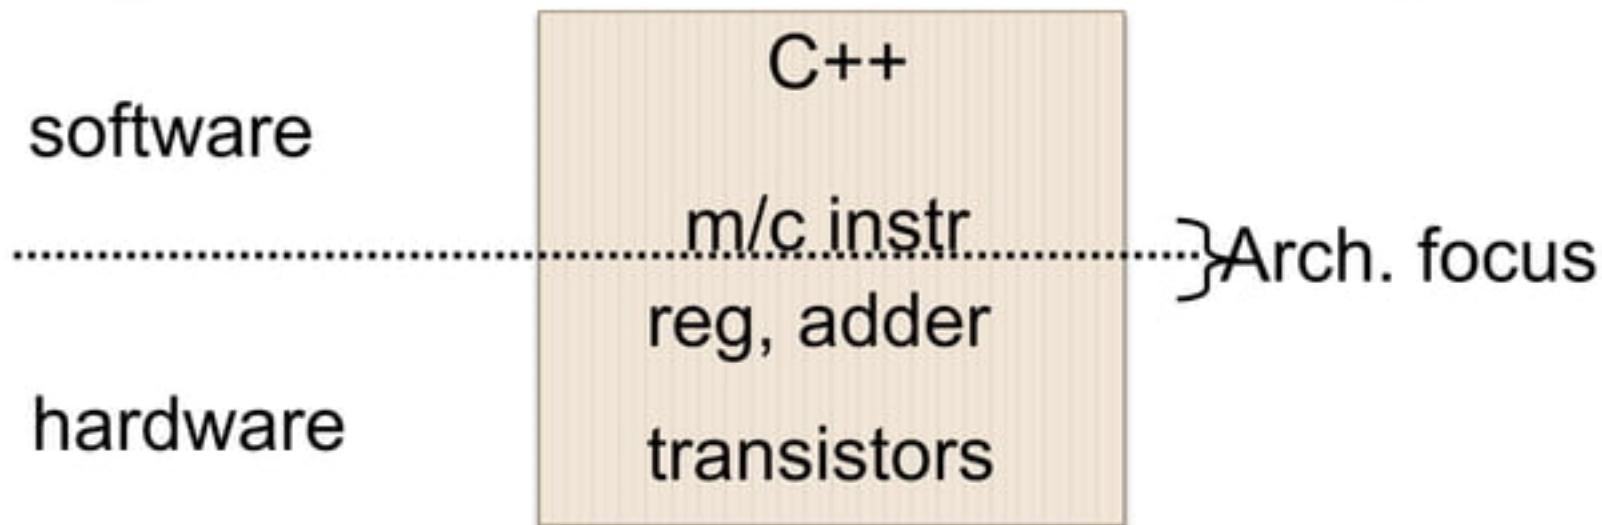 C++
software
m/c instr
Arch. focus
reg, adder
hardware
transistors